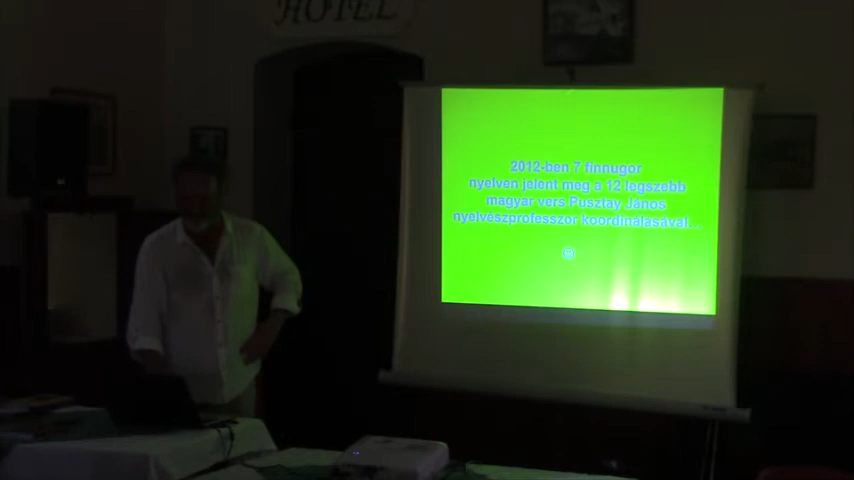 HOTEL
2012-ben 7 finnugor
nyelven jelent meg a 12 legszebb
magyar vers Pusztay János
nyelvészprofesszor koordinálásával...